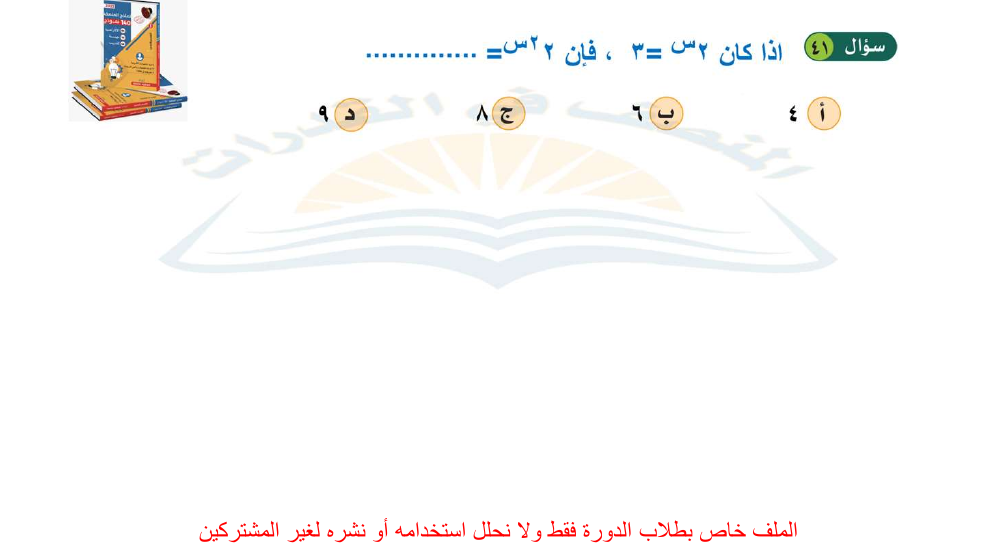 سؤال ٤١ اذا كان ٢س =٣ ، فإن ٢ ٢س= ..............
أ ٤ ب ٦ ج ٨ د ٩
الملف خاص بطلاب الدورة فقط ولا نحلل استخدامه أو نشره لغير المشتركين